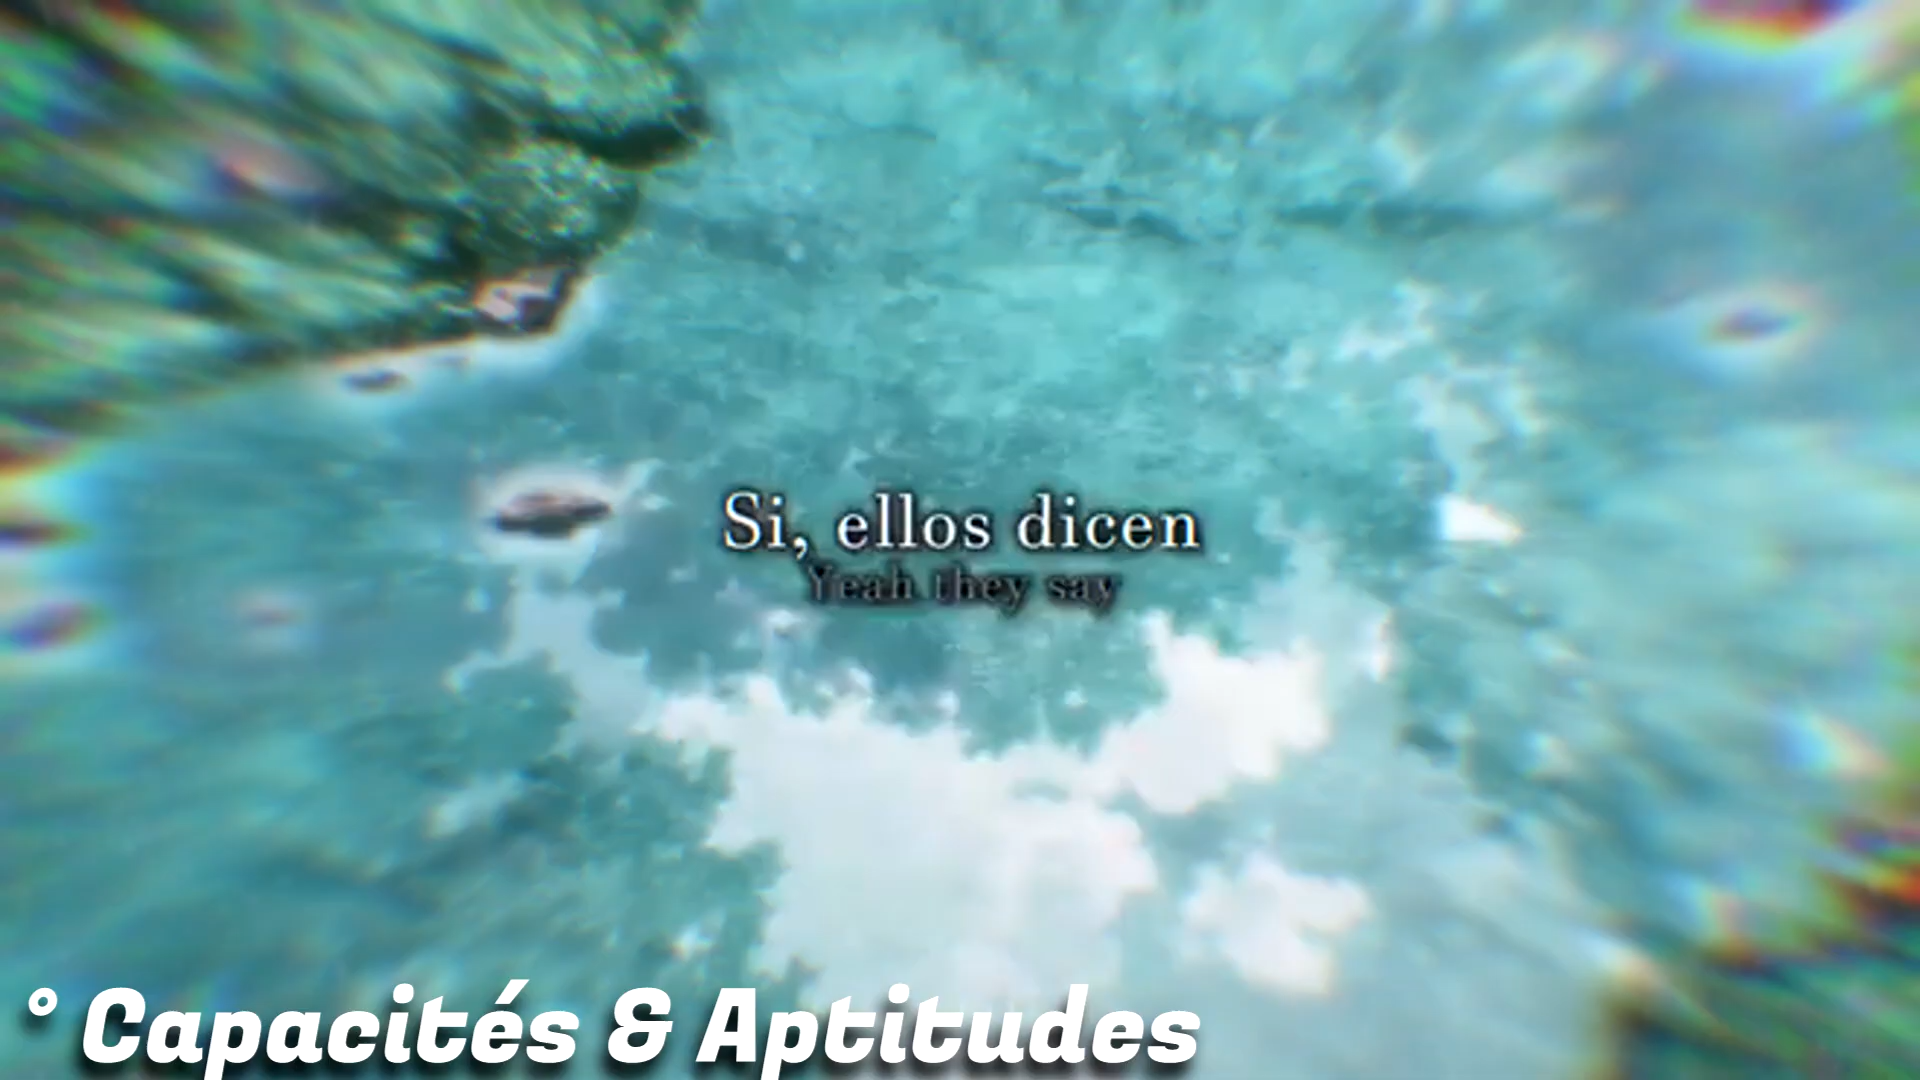 Si, ellos dicen
Yeah they say
° Capacités & Aptitudes